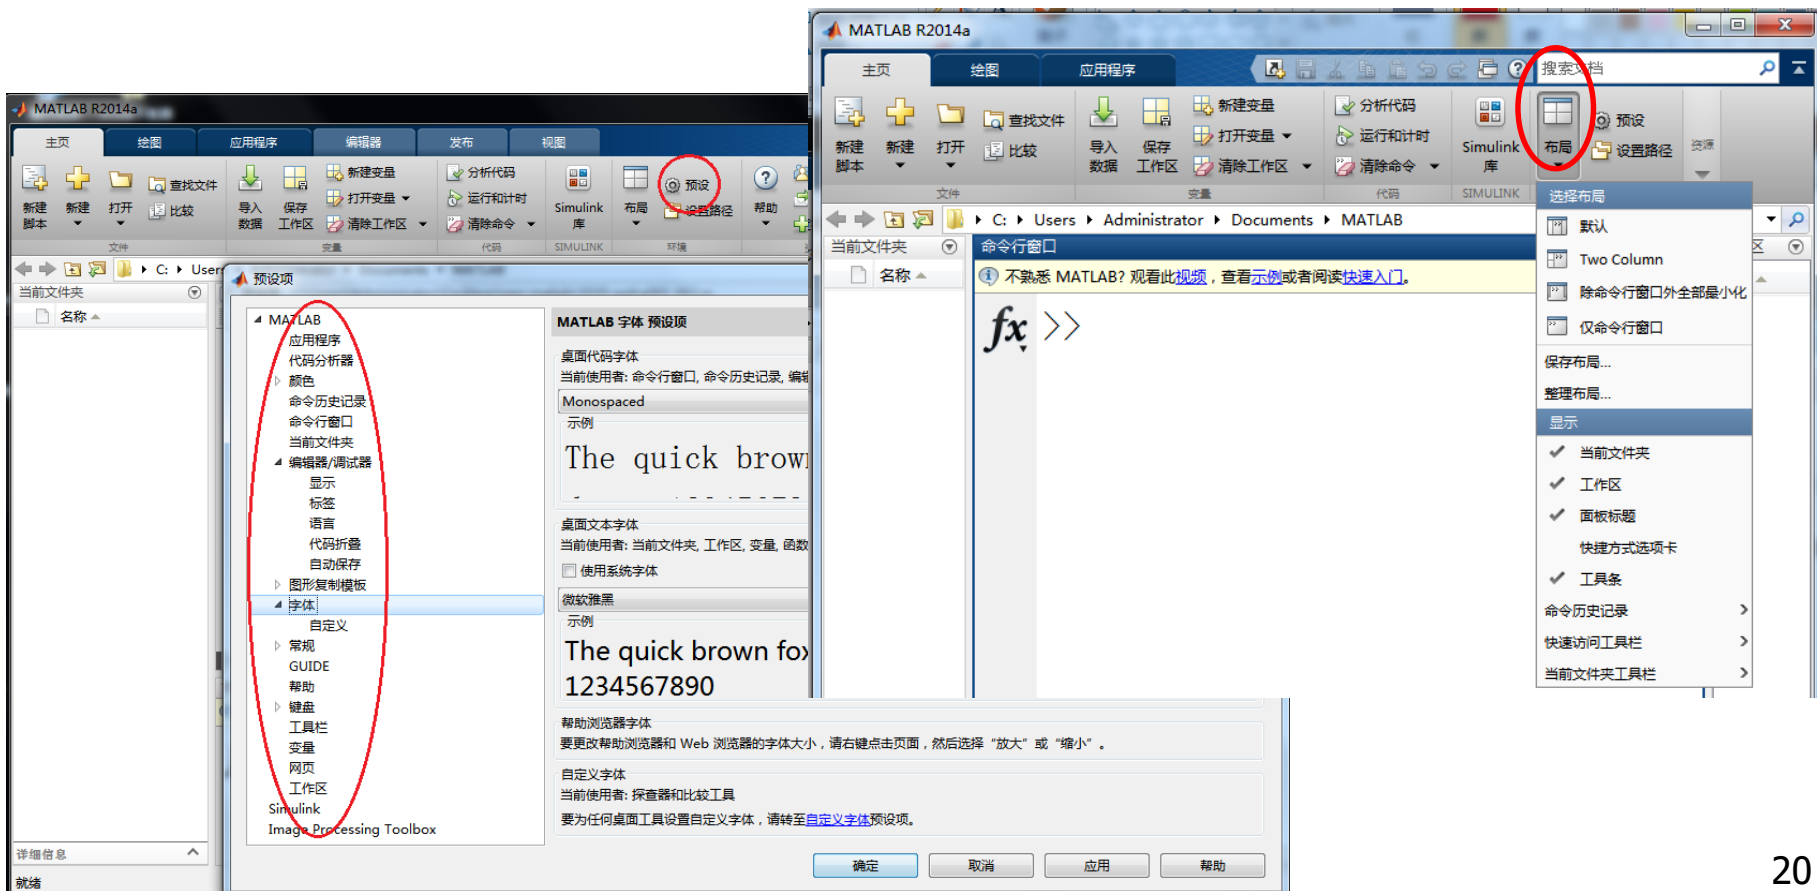 MATLAB R2014a
主页 绘图 应用程序 编辑器 发布 视图
新建脚本 新建 打开 查找文件 比较 导入数据 保存工作区 新建变量 打开变量 清除工作区 分析代码 运行和计时 清除命令 Simulink 库 布局 预设 设置路径 帮助
文件 变量 代码 SIMULINK 环境
C: Users
当前文件夹
名称
详细信息
就绪
预设项
MATLAB
应用程序
代码分析器
颜色
命令历史记录
命令行窗口
当前文件夹
编辑器/调试器
显示
标签
语言
代码折叠
自动保存
图形复制模板
字体
自定义
常规
GUIDE
帮助
键盘
工具栏
变量
网页
工作区
Simulink
Image Processing Toolbox
MATLAB 字体 预设项
桌面代码字体
当前使用者: 命令行窗口, 命令历史记录, 编辑
Monospaced
示例
The quick brow
桌面文本字体
当前使用者: 当前文件夹, 工作区, 变量, 函数
使用系统字体
微软雅黑
示例
The quick brown fox
1234567890
帮助浏览器字体
要更改帮助浏览器和 Web 浏览器的字体大小，请右键点击页面，然后选择“放大”或“缩小”。
自定义字体
当前使用者: 探查器和比较工具
要为任何桌面工具设置自定义字体，请转至自定义字体预设项。
确定 取消 应用 帮助
MATLAB R2014a
主页 绘图 应用程序 搜索文档
新建脚本 新建 打开 查找文件 比较 导入数据 保存工作区 新建变量 打开变量 清除工作区 分析代码 运行和计时 清除命令 Simulink 库 布局 预设 设置路径 资源
文件 变量 代码 SIMULINK
C: Users Administrator Documents MATLAB
当前文件夹 命令行窗口 区
名称
不熟悉 MATLAB? 观看此视频，查看示例或者阅读快速入门。
fx >>
选择布局
默认
Two Column
除命令行窗口外全部最小化
仅命令行窗口
保存布局...
整理布局...
显示
当前文件夹
工作区
面板标题
快捷方式选项卡
工具条
命令历史记录
快速访问工具栏
当前文件夹工具栏
20